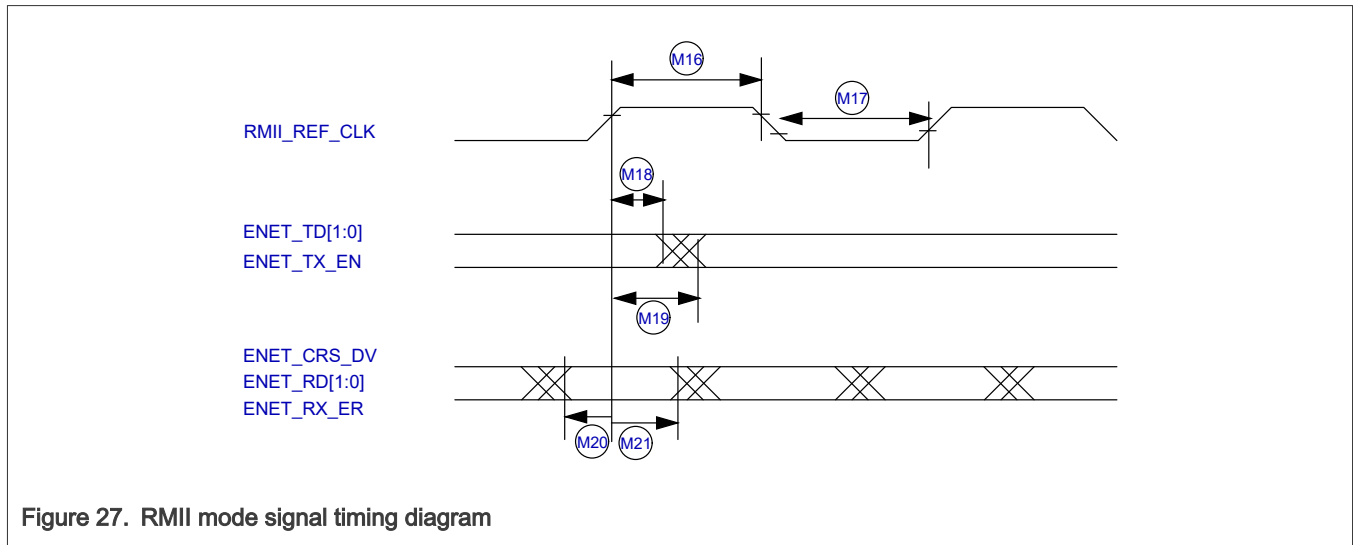 M16
M17
RMII_REF_CLK
M18
ENET_TD[1:0]
ENET_TX_EN
M19
ENET_CRS_DV
ENET_RD[1:0]
ENET_RX_ER
M20
M21
Figure 27. RMII mode signal timing diagram